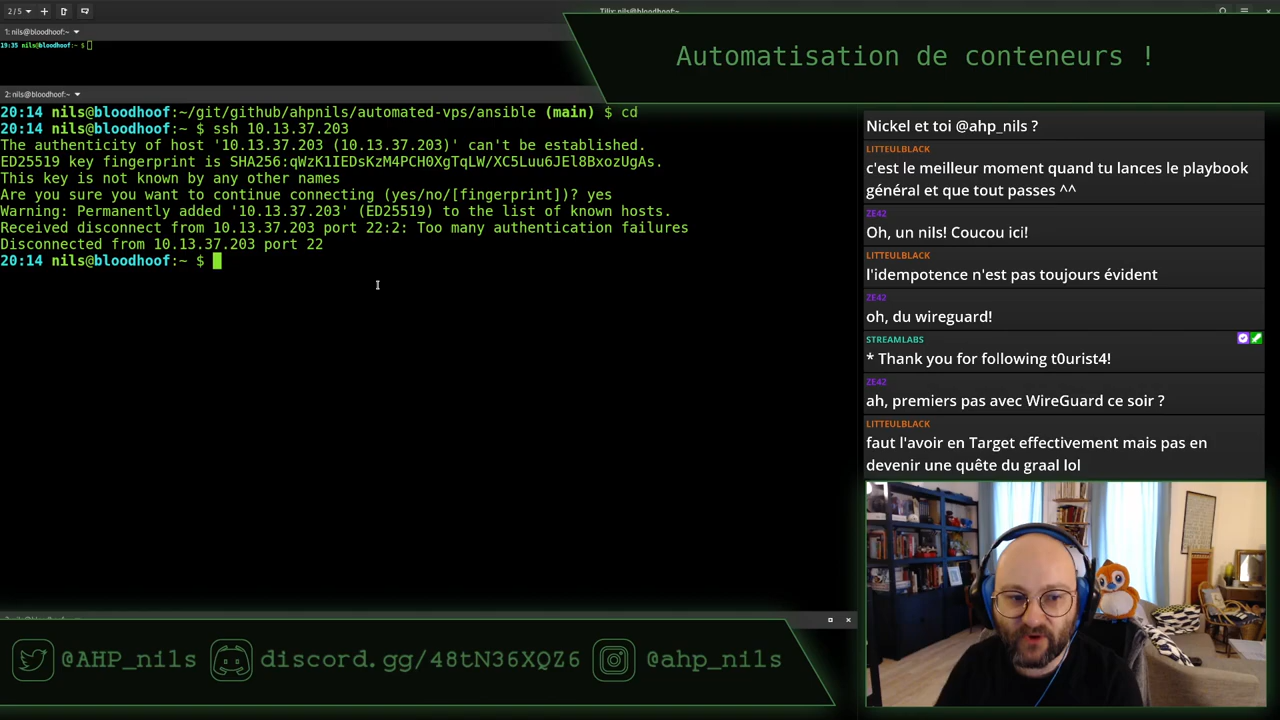 2 / 5
Tilix: nils@bloodhoof:~
1: nils@bloodhoof:~
19:35 nils@bloodhoof:~ $
Automatisation de conteneurs !
2: nils@bloodhoof:~
20:14 nils@bloodhoof:~/git/github/ahpnils/automated-vps/ansible (main) $ cd
20:14 nils@bloodhoof:~ $ ssh 10.13.37.203
The authenticity of host '10.13.37.203 (10.13.37.203)' can't be established.
ED25519 key fingerprint is SHA256:qWzK1IEDsKzM4PCH0XgTqLW/XC5Luu6JEl8BxozUgAs.
This key is not known by any other names
Are you sure you want to continue connecting (yes/no/[fingerprint])? yes
Warning: Permanently added '10.13.37.203' (ED25519) to the list of known hosts.
Received disconnect from 10.13.37.203 port 22:2: Too many authentication failures
Disconnected from 10.13.37.203 port 22
20:14 nils@bloodhoof:~ $
Nickel et toi @ahp_nils ?
LITTEULBLACK
c'est le meilleur moment quand tu lances le playbook
général et que tout passes ^^
ZE42
Oh, un nils! Coucou ici!
LITTEULBLACK
l'idempotence n'est pas toujours évident
ZE42
oh, du wireguard!
STREAMLABS
* Thank you for following t0urist4!
ZE42
ah, premiers pas avec WireGuard ce soir ?
LITTEULBLACK
faut l'avoir en Target effectivement mais pas en
devenir une quête du graal lol
@AHP_nils
discord.gg/48tN36XQZ6
@ahp_nils